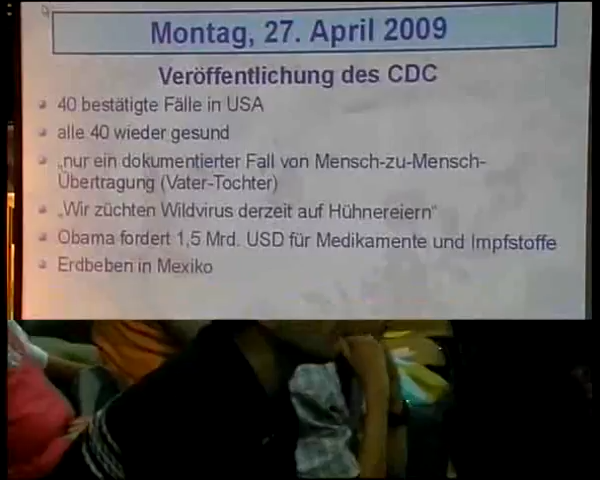 Montag, 27. April 2009
Veröffentlichung des CDC
40 bestätigte Fälle in USA
alle 40 wieder gesund
„nur ein dokumentierter Fall von Mensch-zu-Mensch-
Übertragung (Vater-Tochter)
„Wir züchten Wildvirus derzeit auf Hühnereiern“
Obama fordert 1,5 Mrd. USD für Medikamente und Impfstoffe
Erdbeben in Mexiko